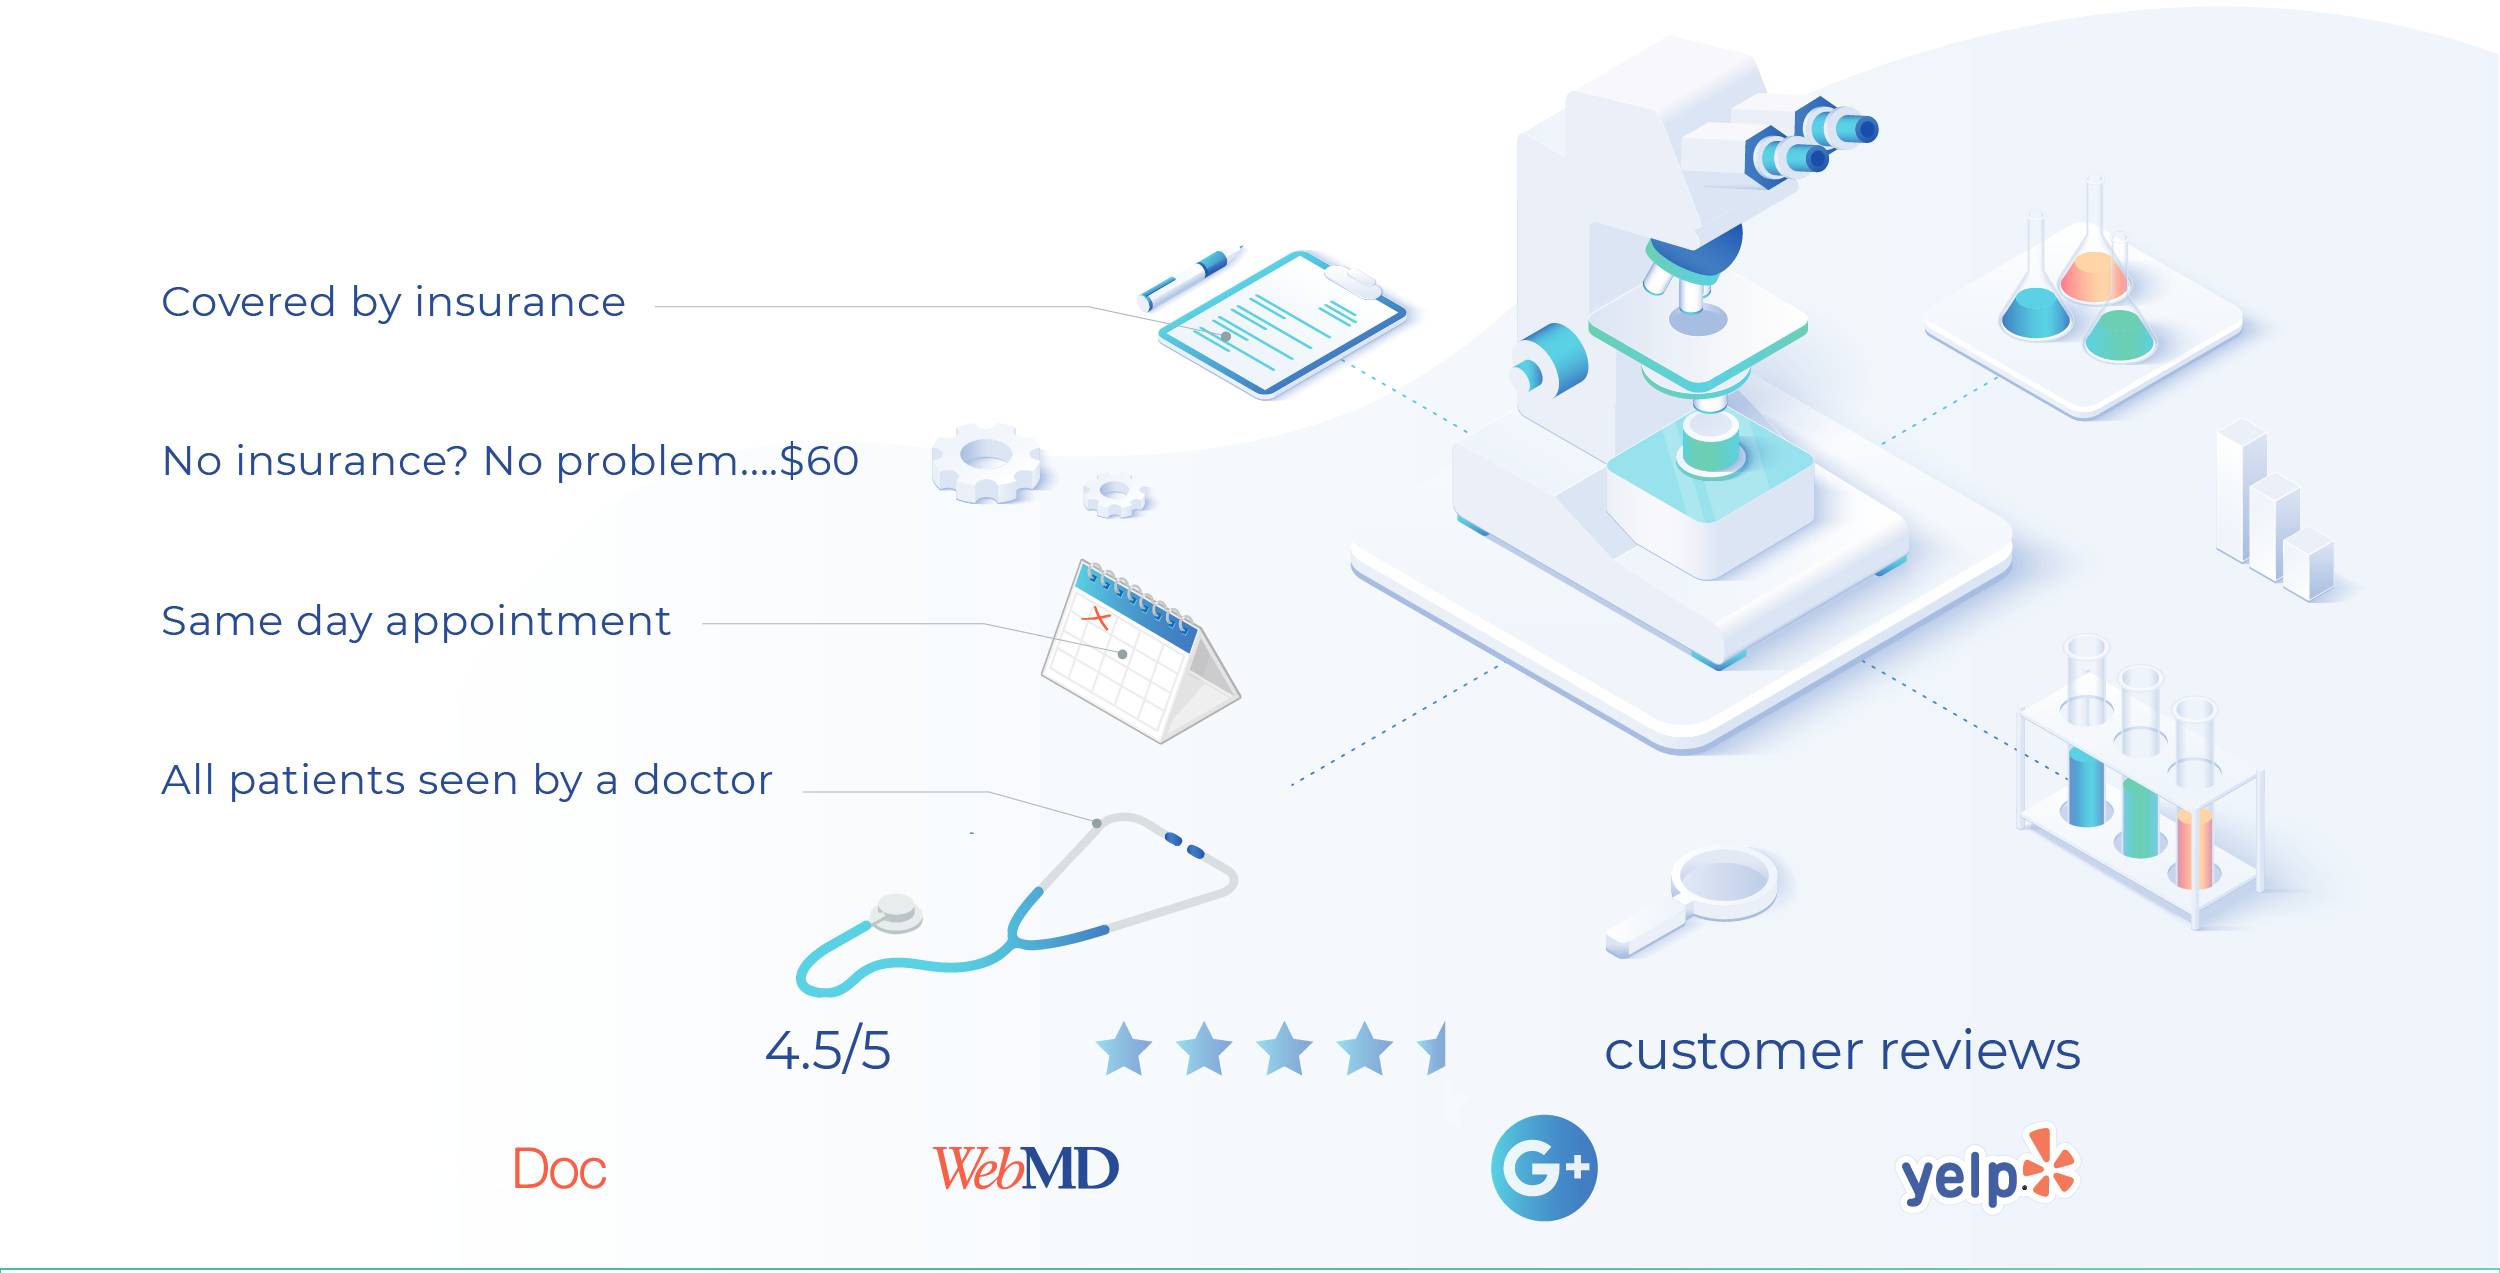 Covered by insurance
No insurance? No problem....$60
Same day appointment
All patients seen by a doctor
4.5/5
customer reviews
Doc
WebMD
G+
yelp